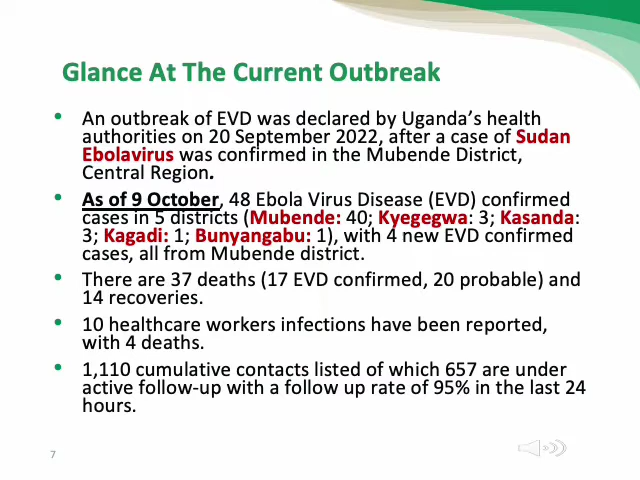 Glance At The Current Outbreak
• An outbreak of EVD was declared by Uganda's health
authorities on 20 September 2022, after a case of Sudan
Ebolavirus was confirmed in the Mubende District,
Central Region.
• As of 9 October, 48 Ebola Virus Disease (EVD) confirmed
cases in 5 districts (Mubende: 40; Kyegegwa: 3; Kasanda:
3; Kagadi: 1; Bunyangabu: 1), with 4 new EVD confirmed
cases, all from Mubende district.
• There are 37 deaths (17 EVD confirmed, 20 probable) and
14 recoveries.
• 10 healthcare workers infections have been reported,
with 4 deaths.
• 1,110 cumulative contacts listed of which 657 are under
active follow-up with a follow up rate of 95% in the last 24
hours.
7